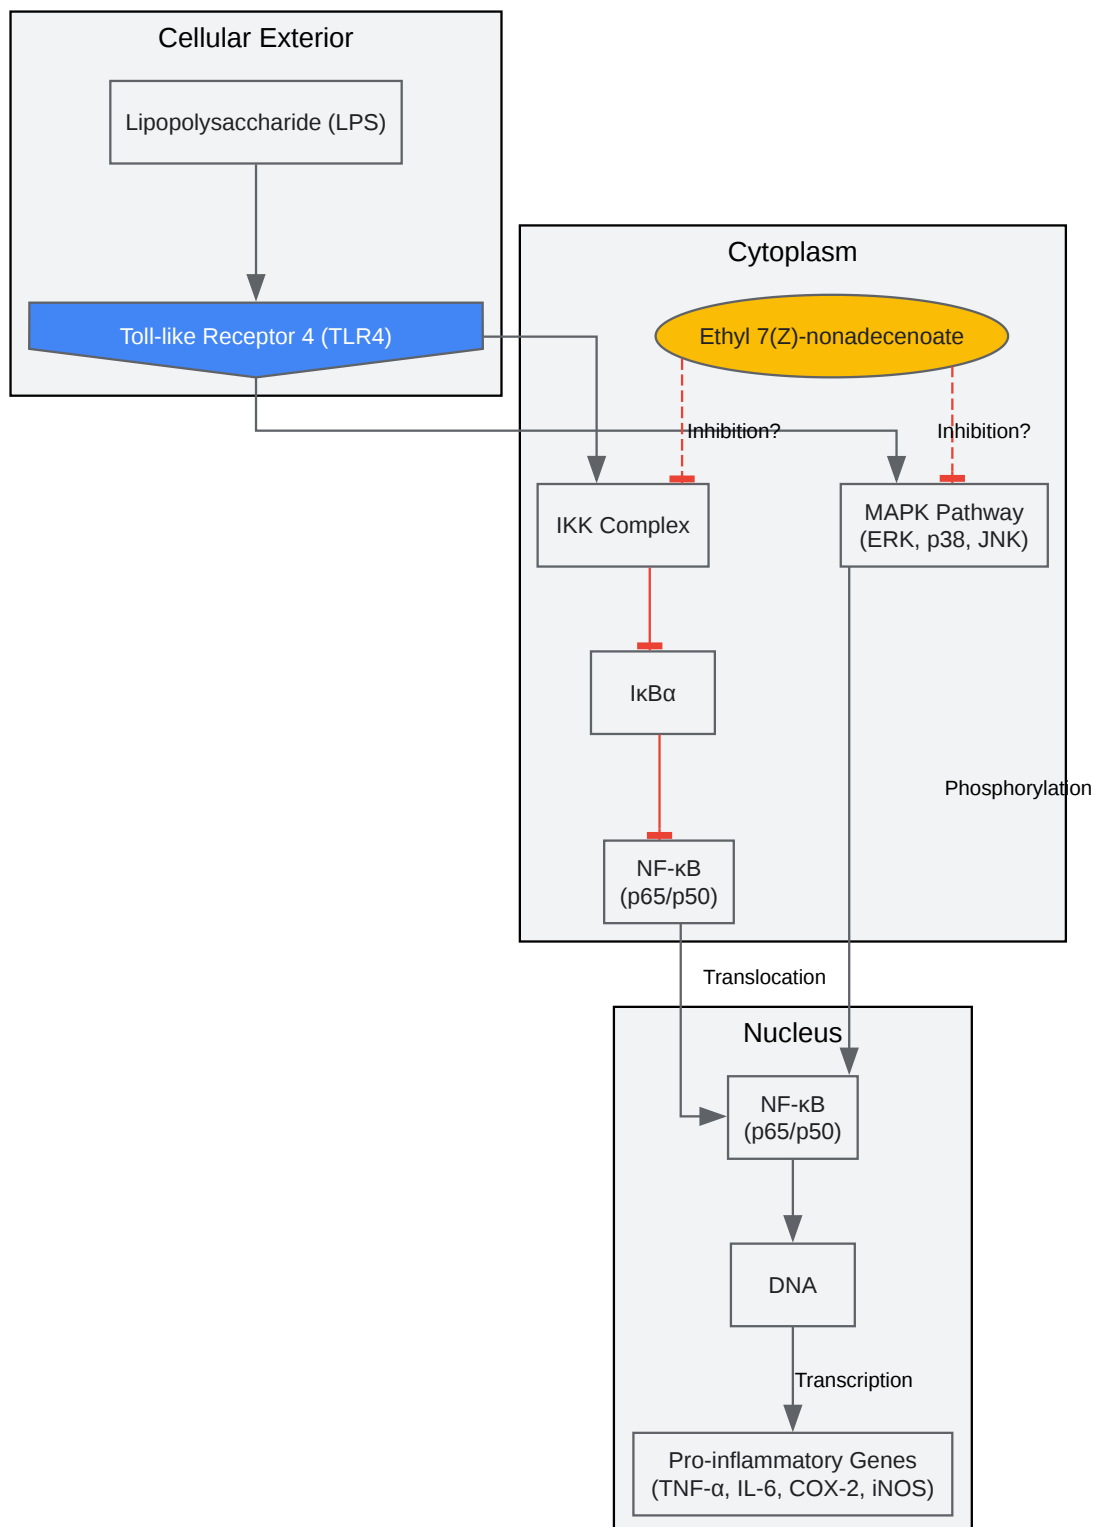 Cellular Exterior
Lipopolysaccharide (LPS)
Toll-like Receptor 4 (TLR4)
Cytoplasm
Ethyl 7(Z)-nonadecenoate
Inhibition?
Inhibition?
IKK Complex
MAPK Pathway
(ERK, p38, JNK)
IκBα
Phosphorylation
NF-κB
(p65/p50)
Translocation
Nucleus
NF-κB
(p65/p50)
DNA
Transcription
Pro-inflammatory Genes
(TNF-α, IL-6, COX-2, iNOS)